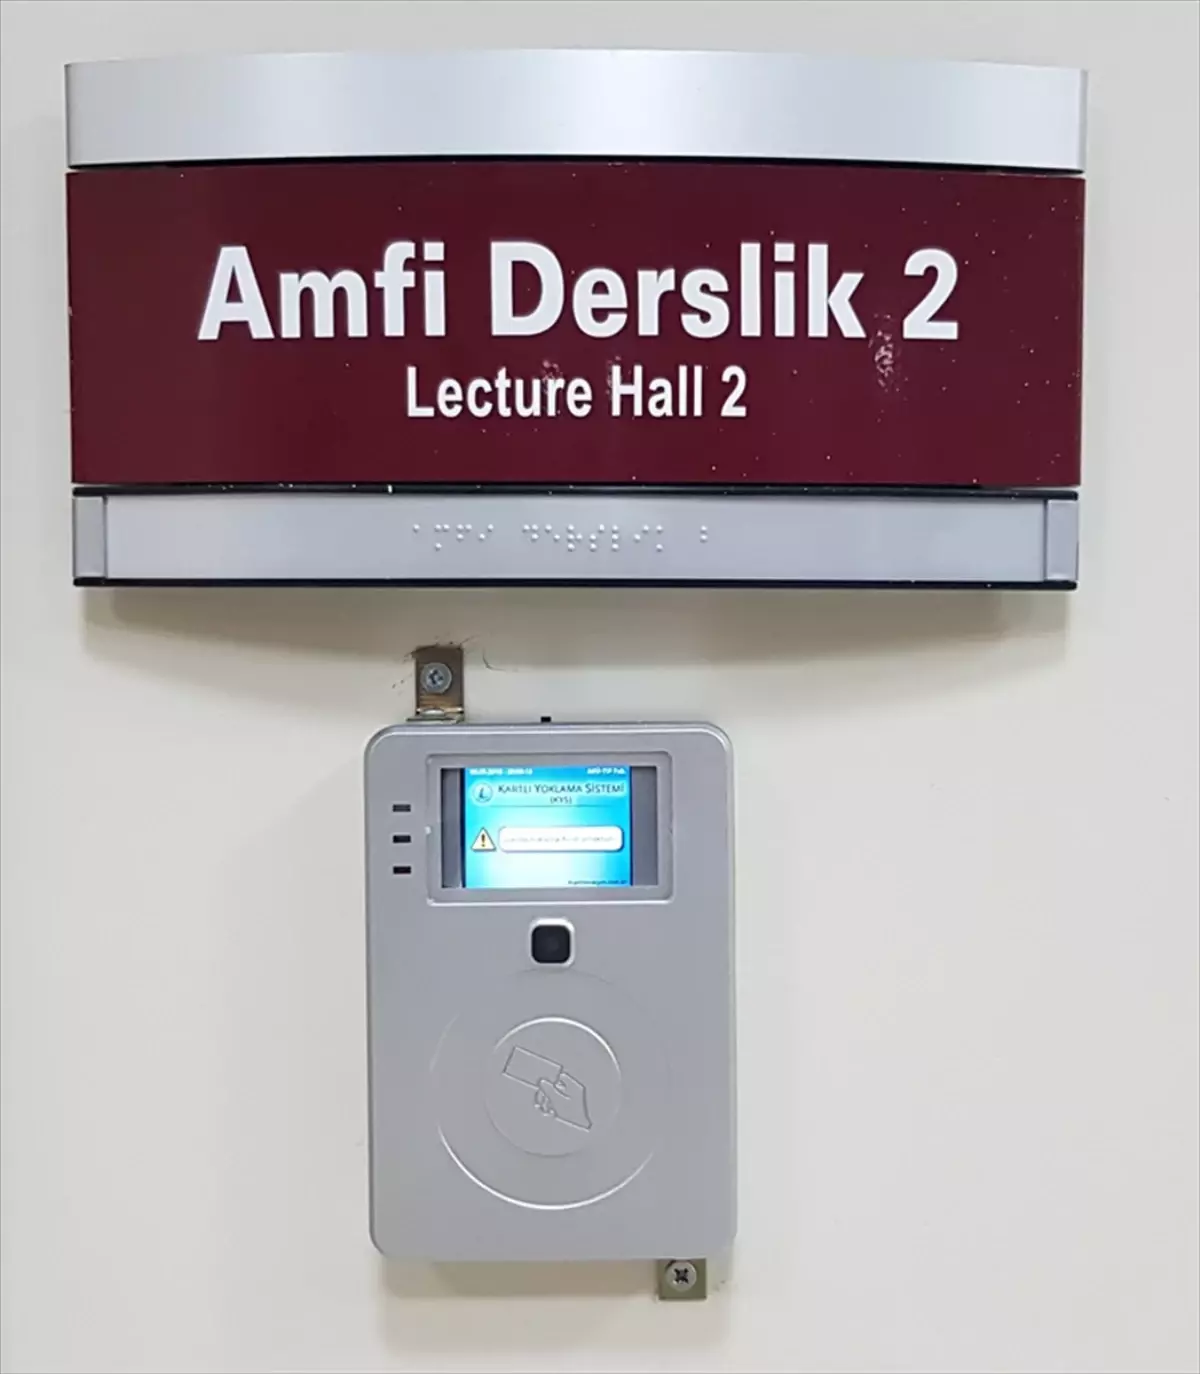 Amfi Derslik 2
Lecture Hall 2
KARTLI YOKLAMA SİSTEMİ
(KYS)